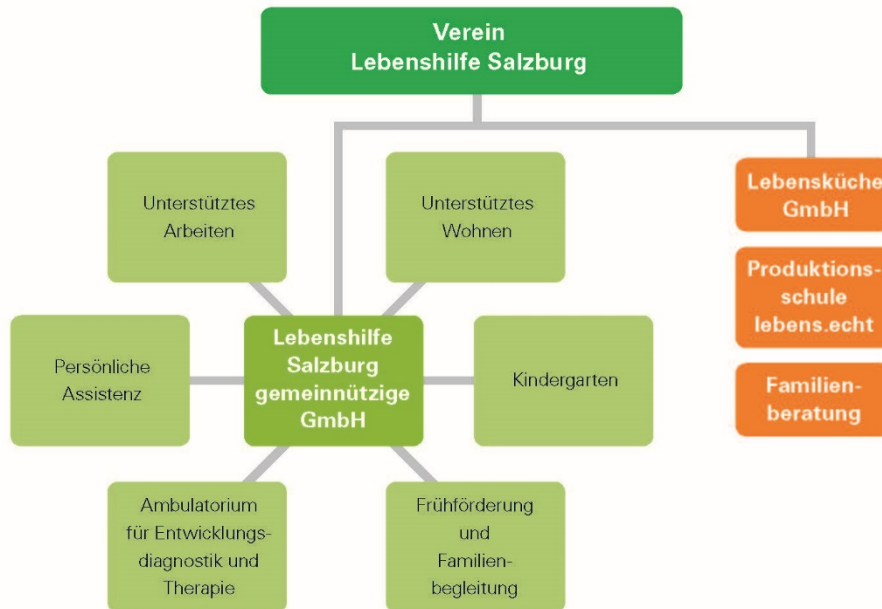 Verein
Lebenshilfe Salzburg
Unterstütztes
Arbeiten
Unterstütztes
Wohnen
Lebensküche
GmbH
Produktions-
schule
lebens.echt
Familien-
beratung
Persönliche
Assistenz
Lebenshilfe
Salzburg
gemeinnützige
GmbH
Kindergarten
Ambulatorium
für Entwicklungs-
diagnostik und
Therapie
Frühförderung
und
Familien-
begleitung